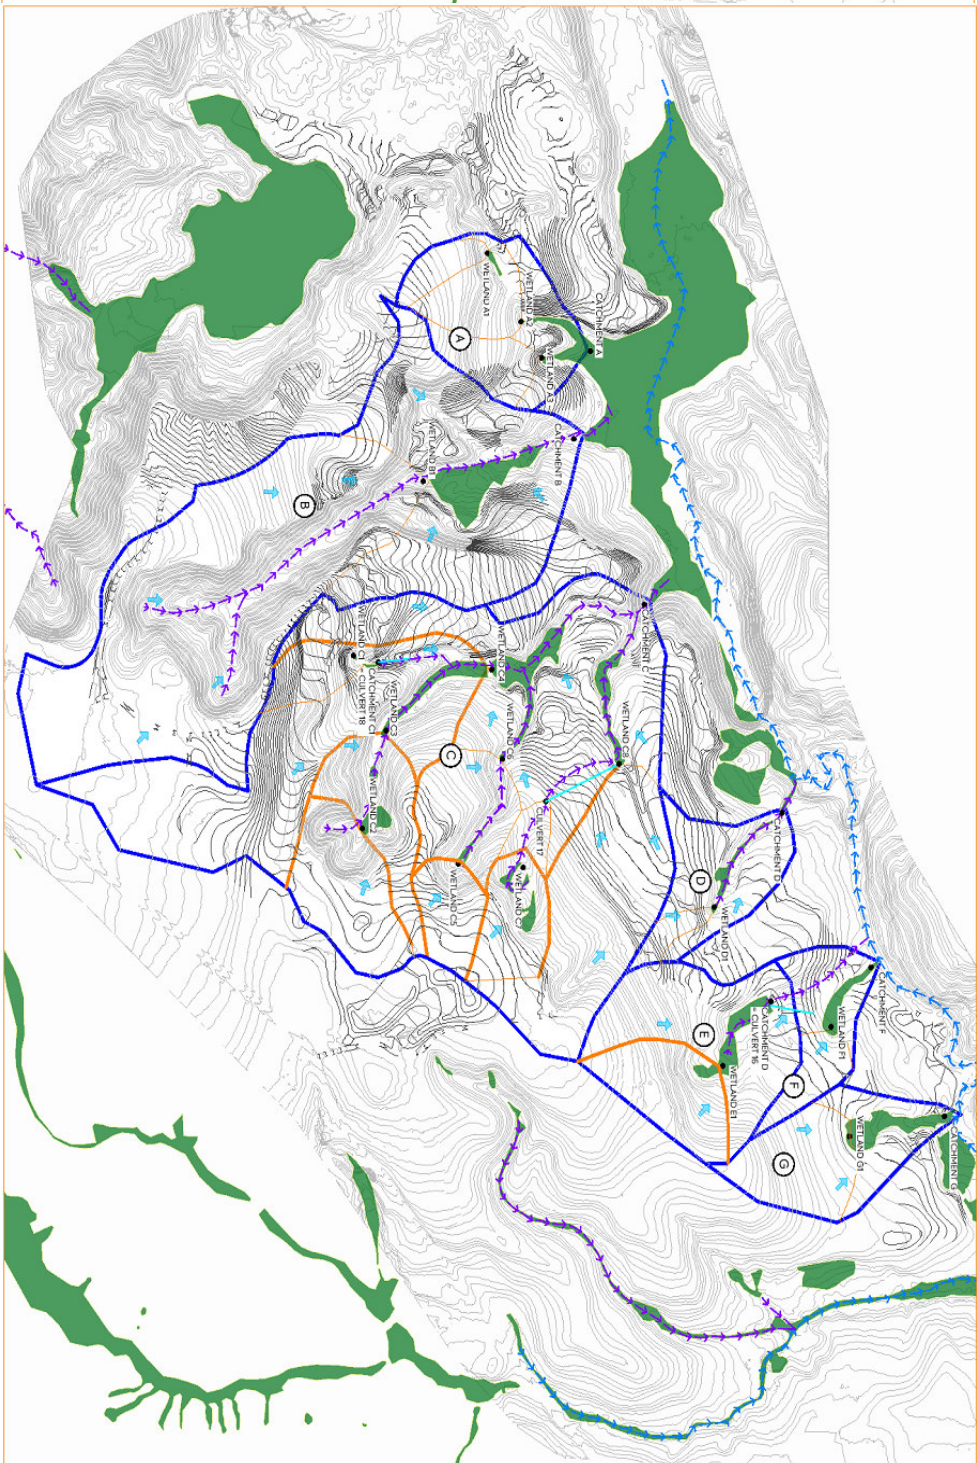 WETLAND A1
WETLAND A2
CATCHMENT A
WETLAND A3
A
CATCHMENT B
WETLAND B1
B
CATCHMENT C
WETLAND C1
CATCHMENT C1
= CULVERT 18
WETLAND C3
WETLAND C4
WETLAND C6
WETLAND C8
C
WETLAND C2
CULVERT 17
WETLAND C5
WETLAND C7
CATCHMENT D
D
WETLAND D1
CATCHMENT F
WETLAND F1
CATCHMENT D
= CULVERT 16
E
WETLAND E1
F
WETLAND G1
CATCHMENT G
G